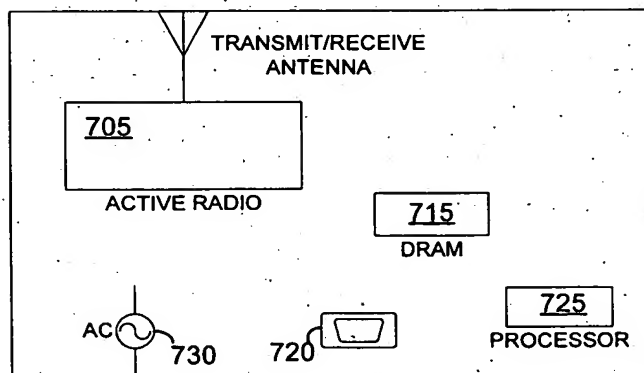 TRANSMIT/RECEIVE
ANTENNA
705
ACTIVE RADIO
715
DRAM
AC
730
720
725
PROCESSOR